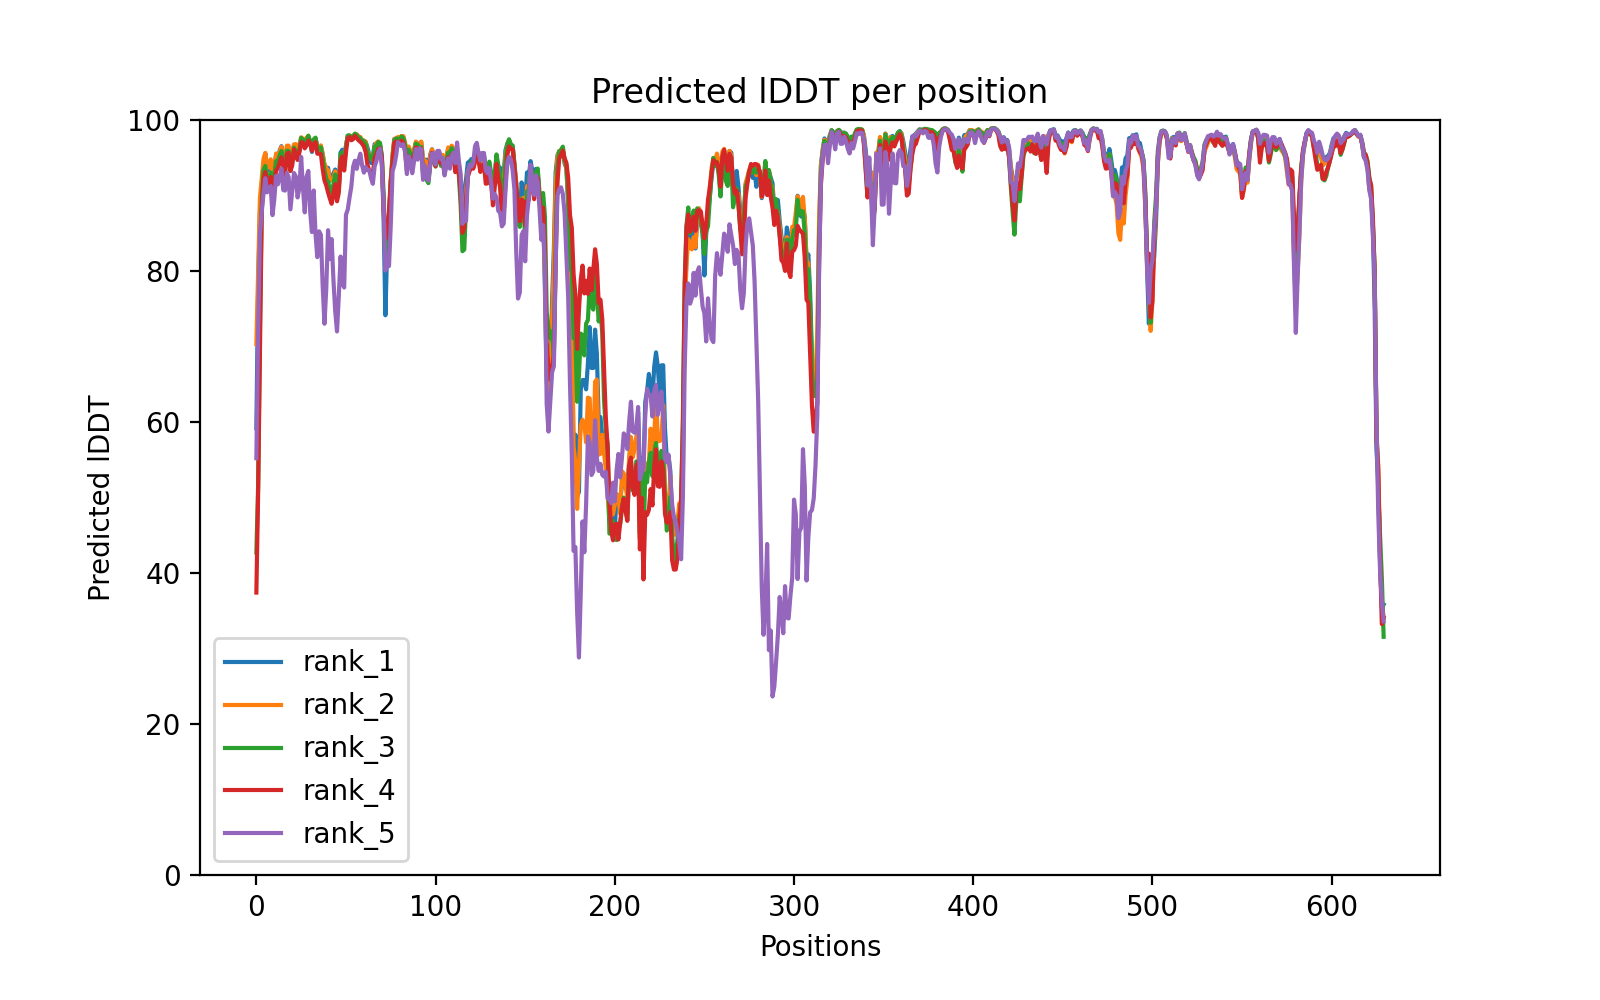 Predicted lDDT per position
Predicted lDDT
100
80
60
40
20
0
rank_1
rank_2
rank_3
rank_4
rank_5
0 100 200 300 400 500 600
Positions